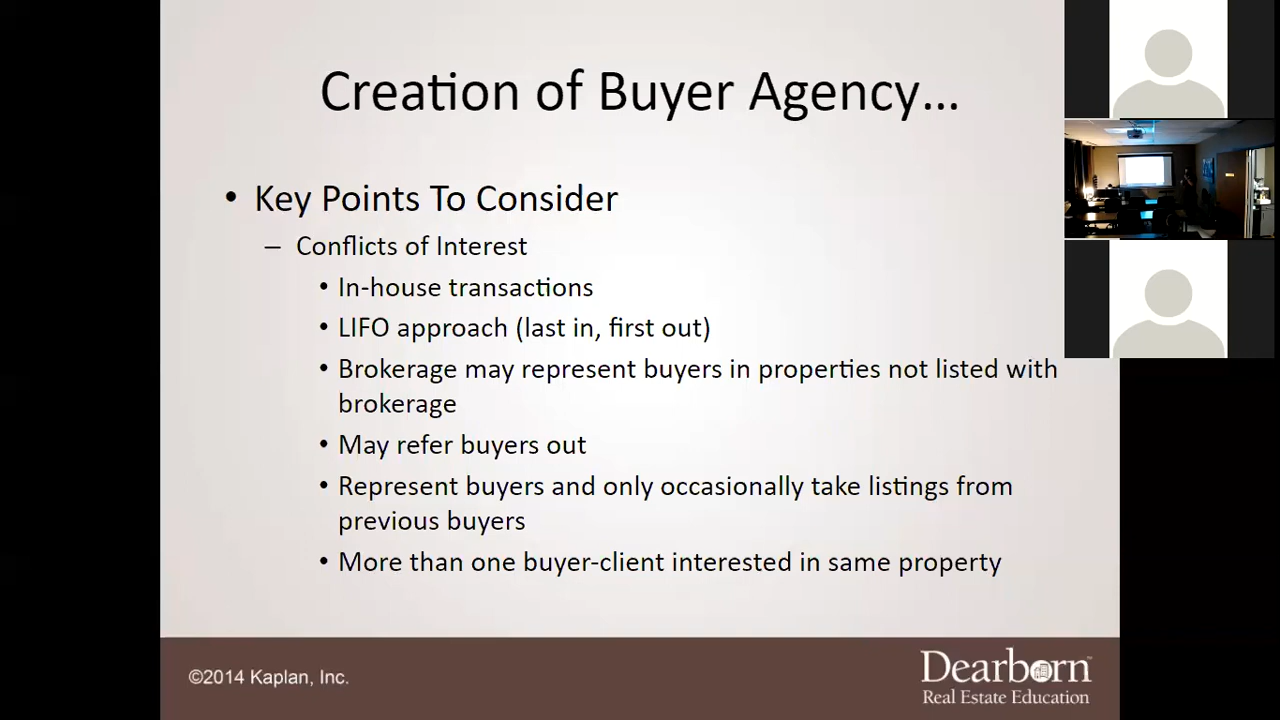 Creation of Buyer Agency...
• Key Points To Consider
– Conflicts of Interest
• In-house transactions
• LIFO approach (last in, first out)
• Brokerage may represent buyers in properties not listed with
brokerage
• May refer buyers out
• Represent buyers and only occasionally take listings from
previous buyers
• More than one buyer-client interested in same property
©2014 Kaplan, Inc.
Dearborn™
Real Estate Education